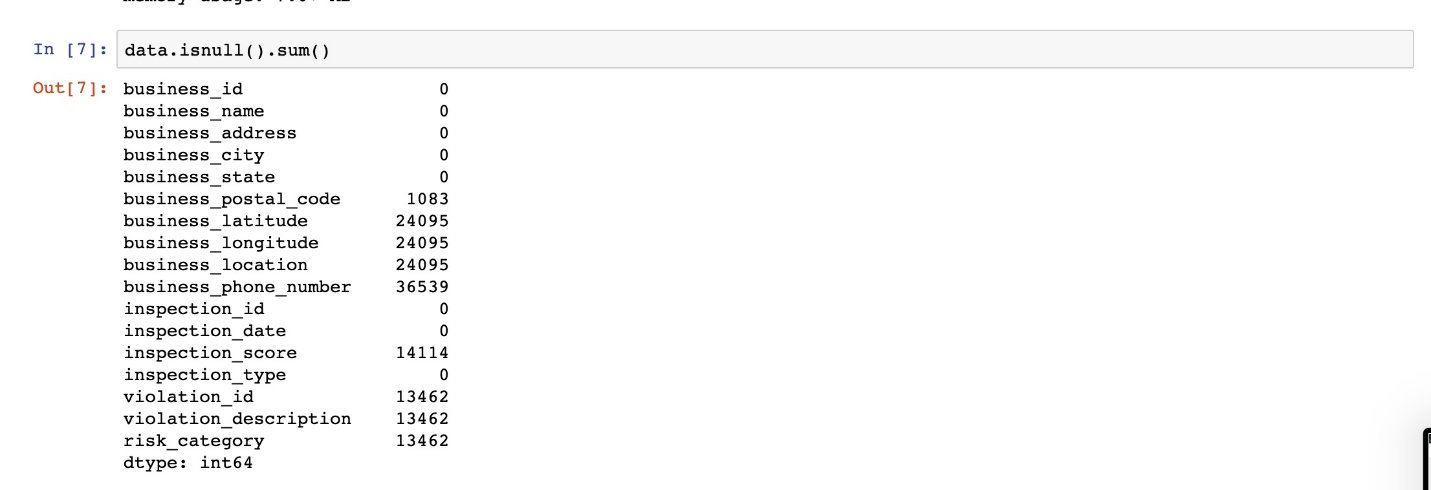 In [7]: data.isnull().sum()
Out[7]: business_id 0
business_name 0
business_address 0
business_city 0
business_state 0
business_postal_code 1083
business_latitude 24095
business_longitude 24095
business_location 24095
business_phone_number 36539
inspection_id 0
inspection_date 0
inspection_score 14114
inspection_type 0
violation_id 13462
violation_description 13462
risk_category 13462
dtype: int64